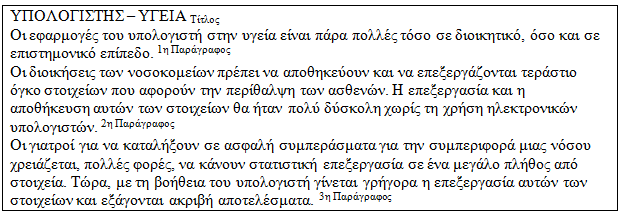 ΥΠΟΛΟΓΙΣΤΗΣ – ΥΓΕΙΑ Τίτλος
Οι εφαρμογές του υπολογιστή στην υγεία είναι πάρα πολλές τόσο σε διοικητικό, όσο και σε
επιστημονικό επίπεδο. 1η Παράγραφος
Οι διοικήσεις των νοσοκομείων πρέπει να αποθηκεύουν και να επεξεργάζονται τεράστιο
όγκο στοιχείων που αφορούν την περίθαλψη των ασθενών. Η επεξεργασία και η
αποθήκευση αυτών των στοιχείων θα ήταν πολύ δύσκολη χωρίς τη χρήση ηλεκτρονικών
υπολογιστών. 2η Παράγραφος
Οι γιατροί για να καταλήξουν σε ασφαλή συμπεράσματα για την συμπεριφορά μιας νόσου
χρειάζεται, πολλές φορές, να κάνουν στατιστική επεξεργασία σε ένα μεγάλο πλήθος από
στοιχεία. Τώρα, με τη βοήθεια του υπολογιστή γίνεται γρήγορα η επεξεργασία αυτών των
στοιχείων και εξάγονται ακριβή αποτελέσματα. 3η Παράγραφος